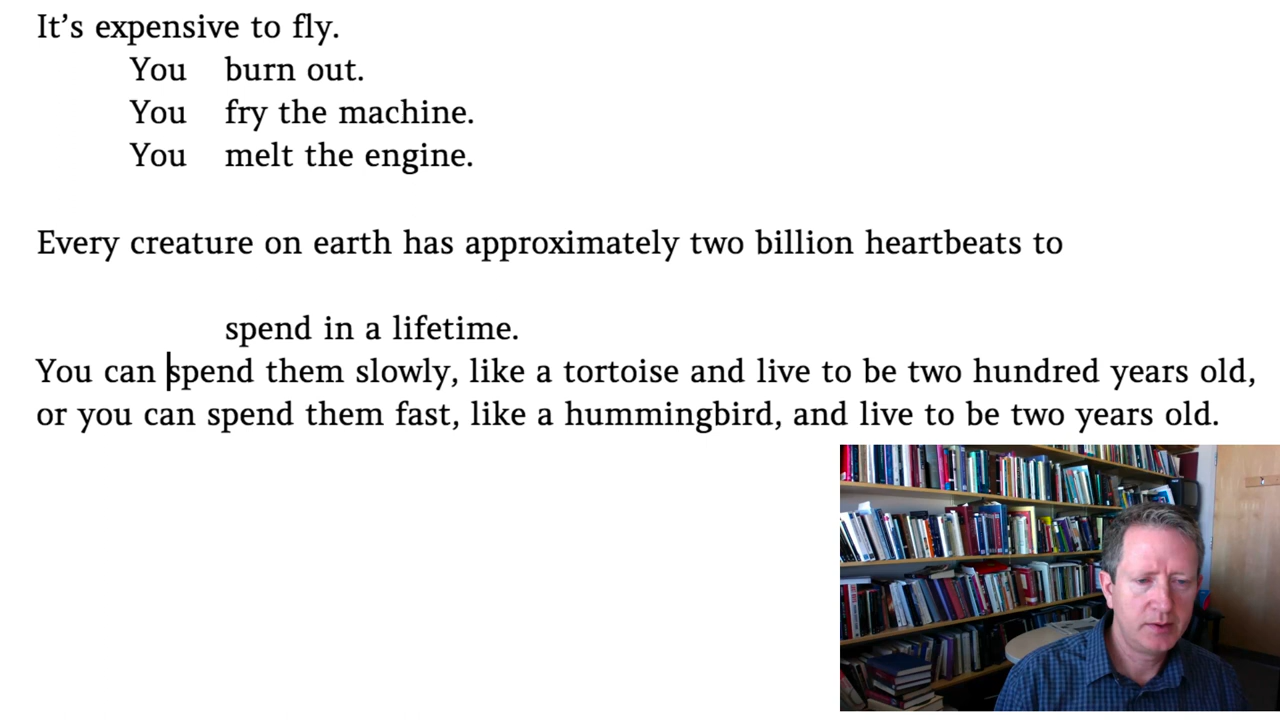 It’s expensive to fly.
You burn out.
You fry the machine.
You melt the engine.
Every creature on earth has approximately two billion heartbeats to
spend in a lifetime.
You can spend them slowly, like a tortoise and live to be two hundred years old,
or you can spend them fast, like a hummingbird, and live to be two years old.